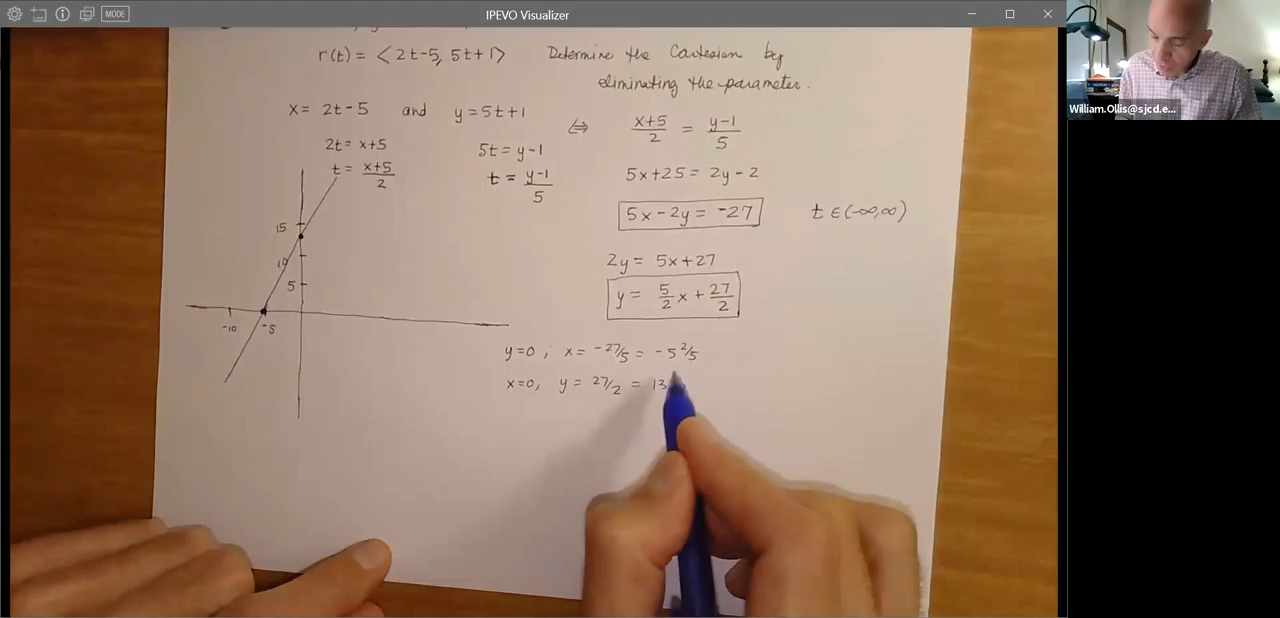 MODE
IPEVO Visualizer
William.Ollis@sjcd.e...
r(t) = ⟨2t-5, 5t+1⟩ Determine the Cartesian by
eliminating the parameter.
x = 2t-5 and y = 5t+1
2t = x+5
t = (x+5)/2
5t = y-1
t = (y-1)/5
⇔ (x+5)/2 = (y-1)/5
5x+25 = 2y-2
5x-2y = -27 t ∈ (-∞,∞)
2y = 5x+27
y = 5/2 x + 27/2
15
10
5
-10 -5
y=0; x = -27/5 = -5 2/5
x=0, y = 27/2 = 13